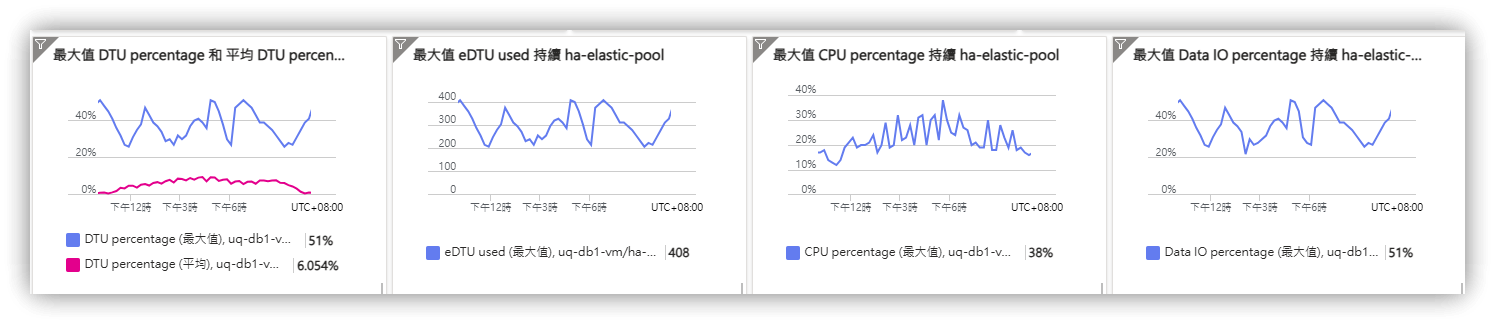 最大值 DTU percentage 和 平均 DTU percen...
40%
20%
0%
下午12時 下午3時 下午6時 UTC+08:00
DTU percentage (最大值), uq-db1-v... 51%
DTU percentage (平均), uq-db1-v... 6.054%
最大值 eDTU used 持續 ha-elastic-pool
400
300
200
100
0
下午12時 下午3時 下午6時 UTC+08:00
eDTU used (最大值), uq-db1-vm/ha-... 408
最大值 CPU percentage 持續 ha-elastic-pool
40%
30%
20%
10%
0%
下午12時 下午3時 下午6時 UTC+08:00
CPU percentage (最大值), uq-db1-v... 38%
最大值 Data IO percentage 持續 ha-elastic-...
40%
20%
0%
下午12時 下午3時 下午6時 UTC+08:00
Data IO percentage (最大值), uq-db1... 51%